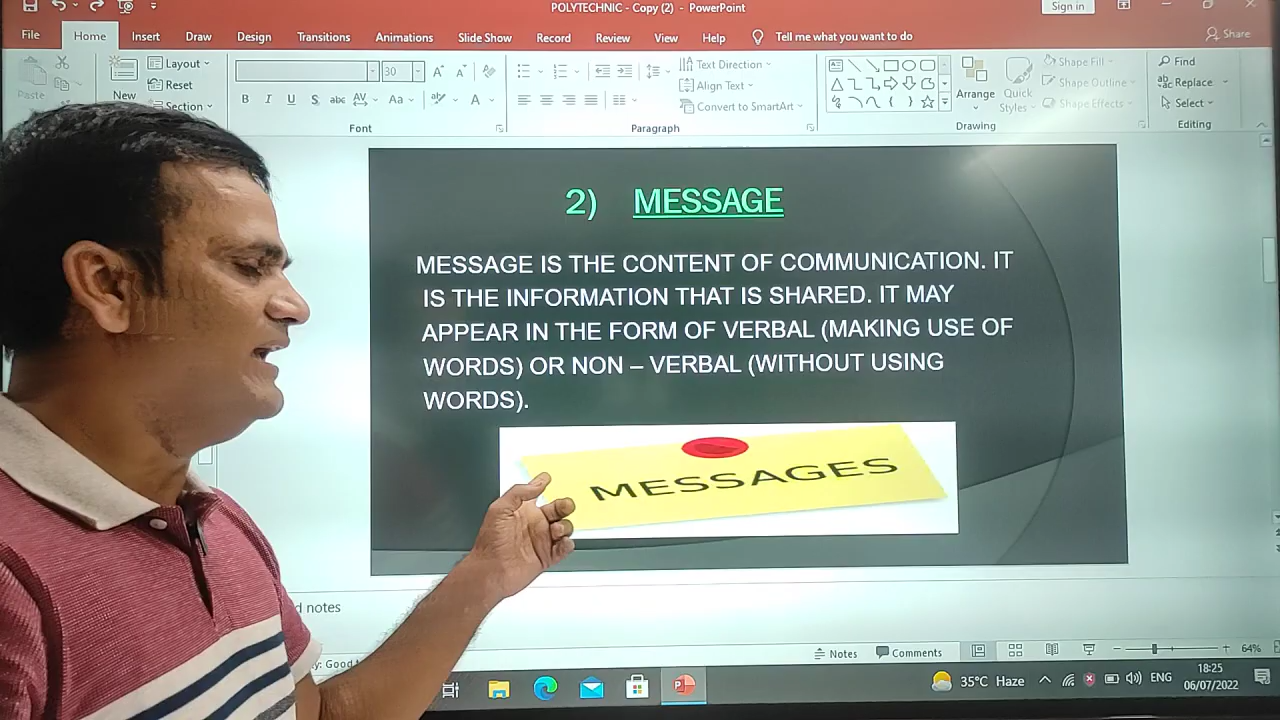 POLYTECHNIC - Copy (2) - PowerPoint
Sign in
File Home Insert Draw Design Transitions Animations Slide Show Record Review View Help Tell me what you want to do
Share
Paste
New
Layout
Reset
Section
30
B I U S abc AV Aa A
Font
Text Direction
Align Text
Convert to SmartArt
Paragraph
Arrange
Quick
Styles
Shape Fill
Shape Outline
Shape Effects
Drawing
Find
Replace
Select
Editing
2) MESSAGE
MESSAGE IS THE CONTENT OF COMMUNICATION. IT
IS THE INFORMATION THAT IS SHARED. IT MAY
APPEAR IN THE FORM OF VERBAL (MAKING USE OF
WORDS) OR NON – VERBAL (WITHOUT USING
WORDS).
MESSAGES
notes
Notes Comments 64%
35°C Haze ENG 18:25
06/07/2022